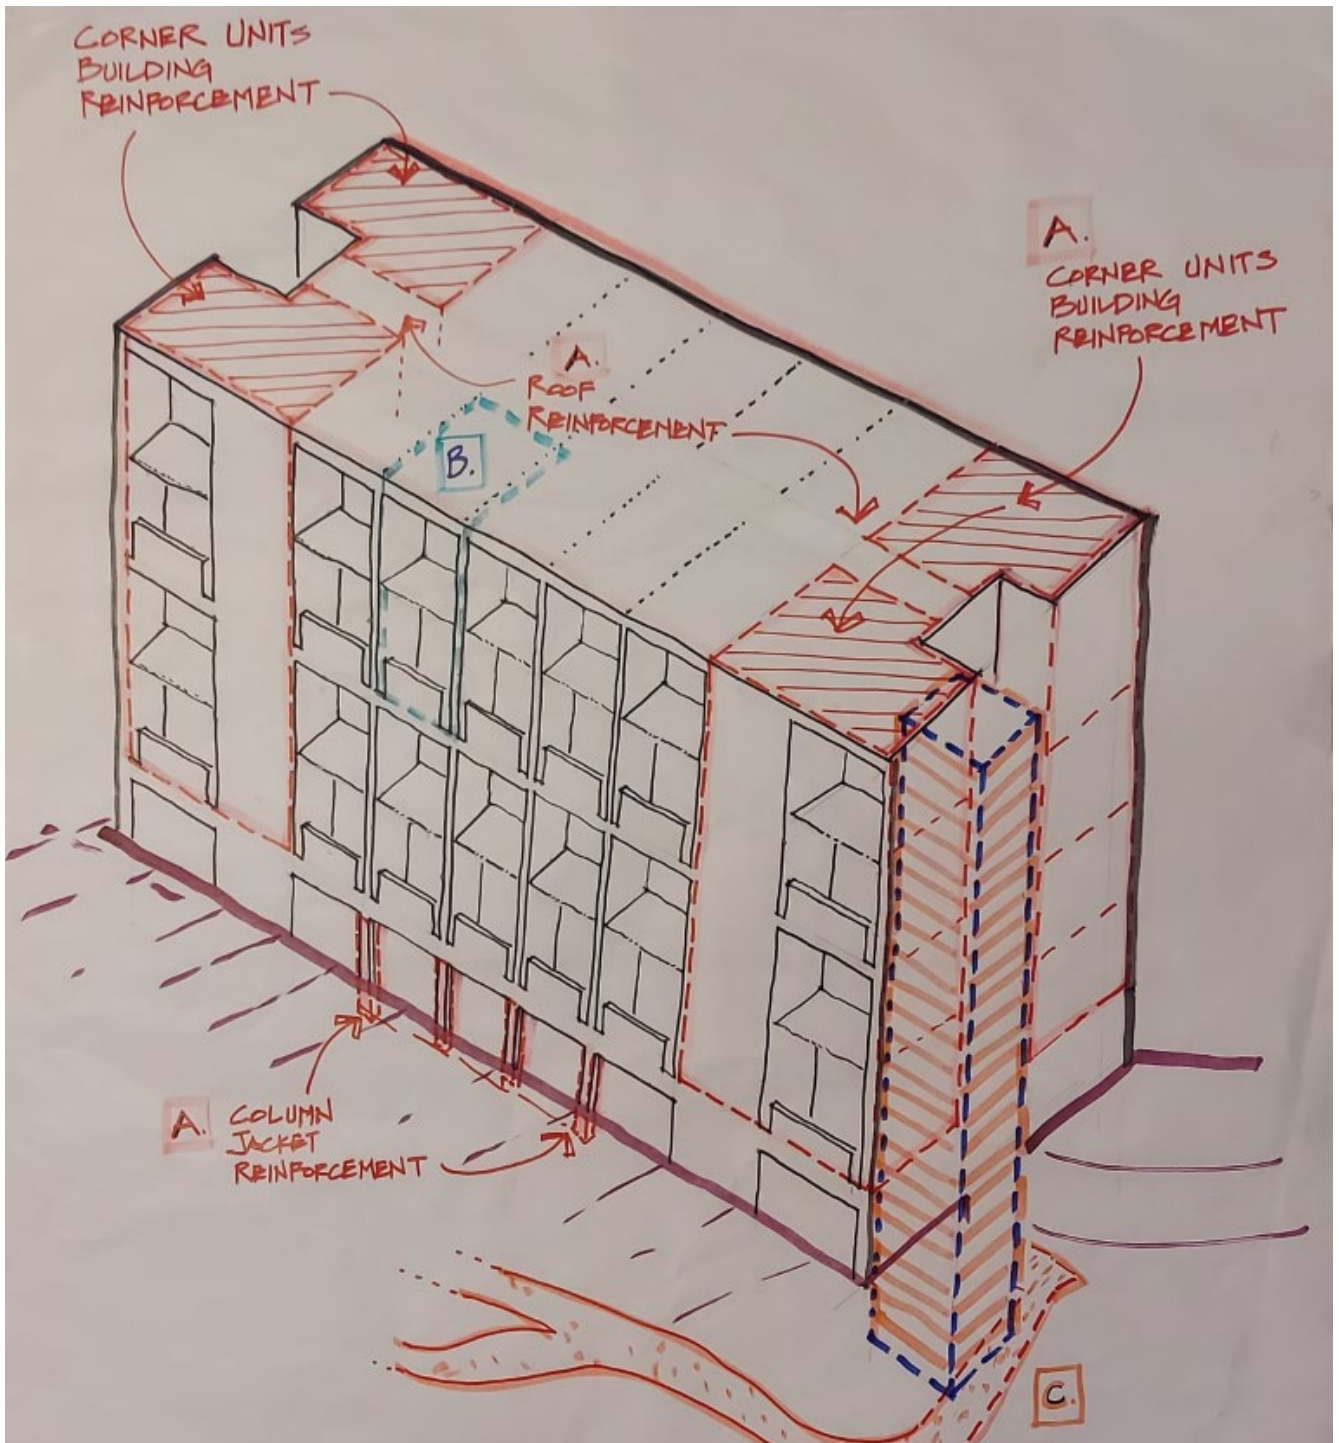 CORNER UNITS
BUILDING
REINFORCEMENT
A.
CORNER UNITS
BUILDING
REINFORCEMENT
A.
ROOF
REINFORCEMENT
B.
A. COLUMN
JACKET
REINFORCEMENT
C.